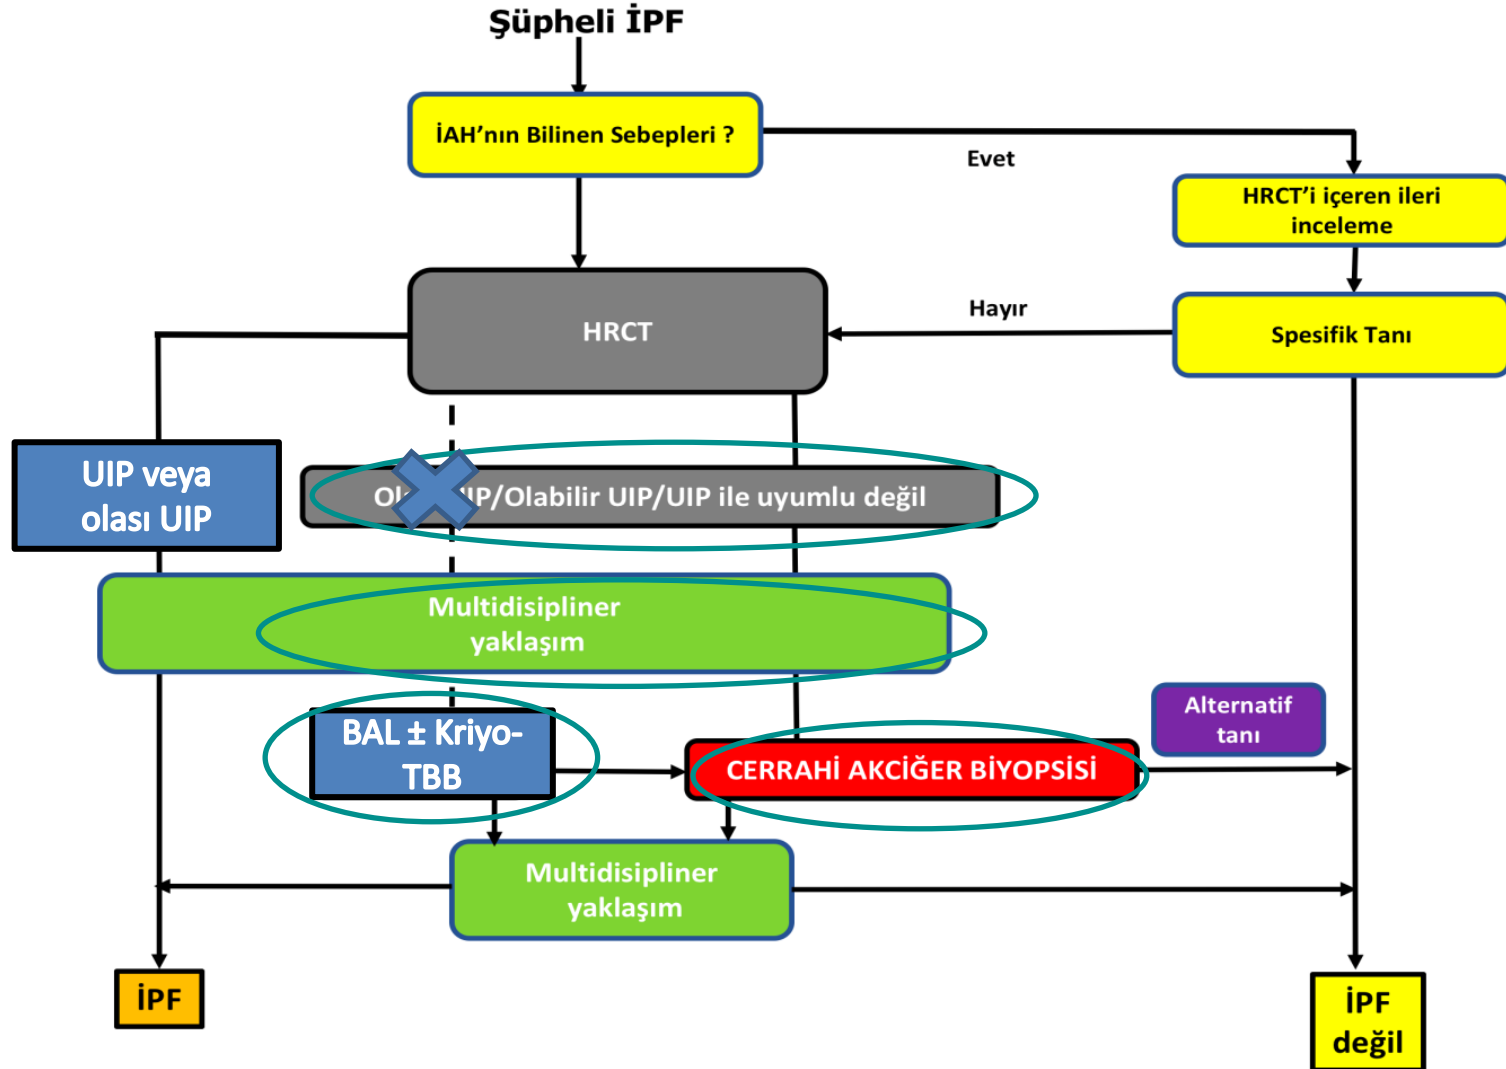 Şüpheli İPF
İAH'nın Bilinen Sebepleri ?
Evet
HRCT'i içeren ileri
inceleme
HRCT
Hayır
Spesifik Tanı
UIP veya
olası UIP
UIP/Olabilir UIP/UIP ile uyumlu değil
Multidisipliner
yaklaşım
BAL ± Kriyo-
TBB
CERRAHİ AKCİĞER BİYOPSİSİ
Alternatif
tanı
Multidisipliner
yaklaşım
İPF
İPF
değil